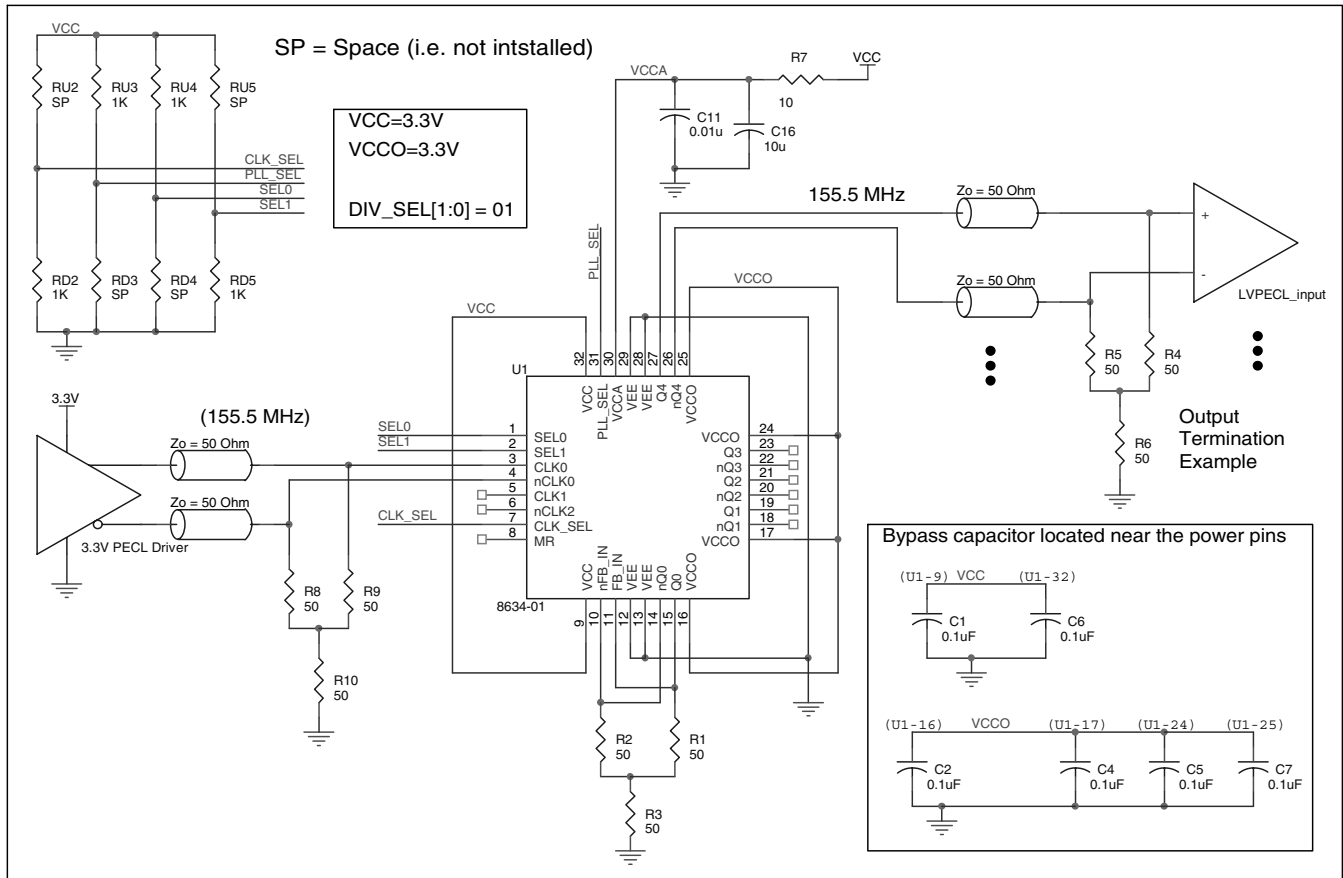 VCC
SP = Space (i.e. not intstalled)
RU2
SP
RU3
1K
RU4
1K
RU5
SP
VCC=3.3V
VCCO=3.3V
DIV_SEL[1:0] = 01
CLK_SEL
PLL_SEL
SEL0
SEL1
RD2
1K
RD3
SP
RD4
SP
RD5
1K
VCCA
R7
10
VCC
C11
0.01u
C16
10u
155.5 MHz
Zo = 50 Ohm
Zo = 50 Ohm
+
-
LVPECL_input
R5
50
R4
50
R6
50
Output
Termination
Example
VCC
PLL_SEL
VCCO
U1
32
31
30
29
28
27
26
25
VCC
PLL_SEL
VCCA
VEE
VEE
Q4
nQ4
VCCO
3.3V
(155.5 MHz)
Zo = 50 Ohm
Zo = 50 Ohm
3.3V PECL Driver
SEL0
SEL1
CLK_SEL
1
2
3
4
5
6
7
8
SEL0
SEL1
CLK0
nCLK0
CLK1
nCLK2
CLK_SEL
MR
VCCO
Q3
nQ3
Q2
nQ2
Q1
nQ1
VCCO
24
23
22
21
20
19
18
17
VCC
nFB_IN
FB_IN
VEE
VEE
nQ0
Q0
VCCO
8634-01
9
10
11
12
13
14
15
16
R8
50
R9
50
R10
50
R2
50
R1
50
R3
50
Bypass capacitor located near the power pins
(U1-9)
VCC
(U1-32)
C1
0.1uF
C6
0.1uF
(U1-16)
VCCO
(U1-17)
(U1-24)
(U1-25)
C2
0.1uF
C4
0.1uF
C5
0.1uF
C7
0.1uF